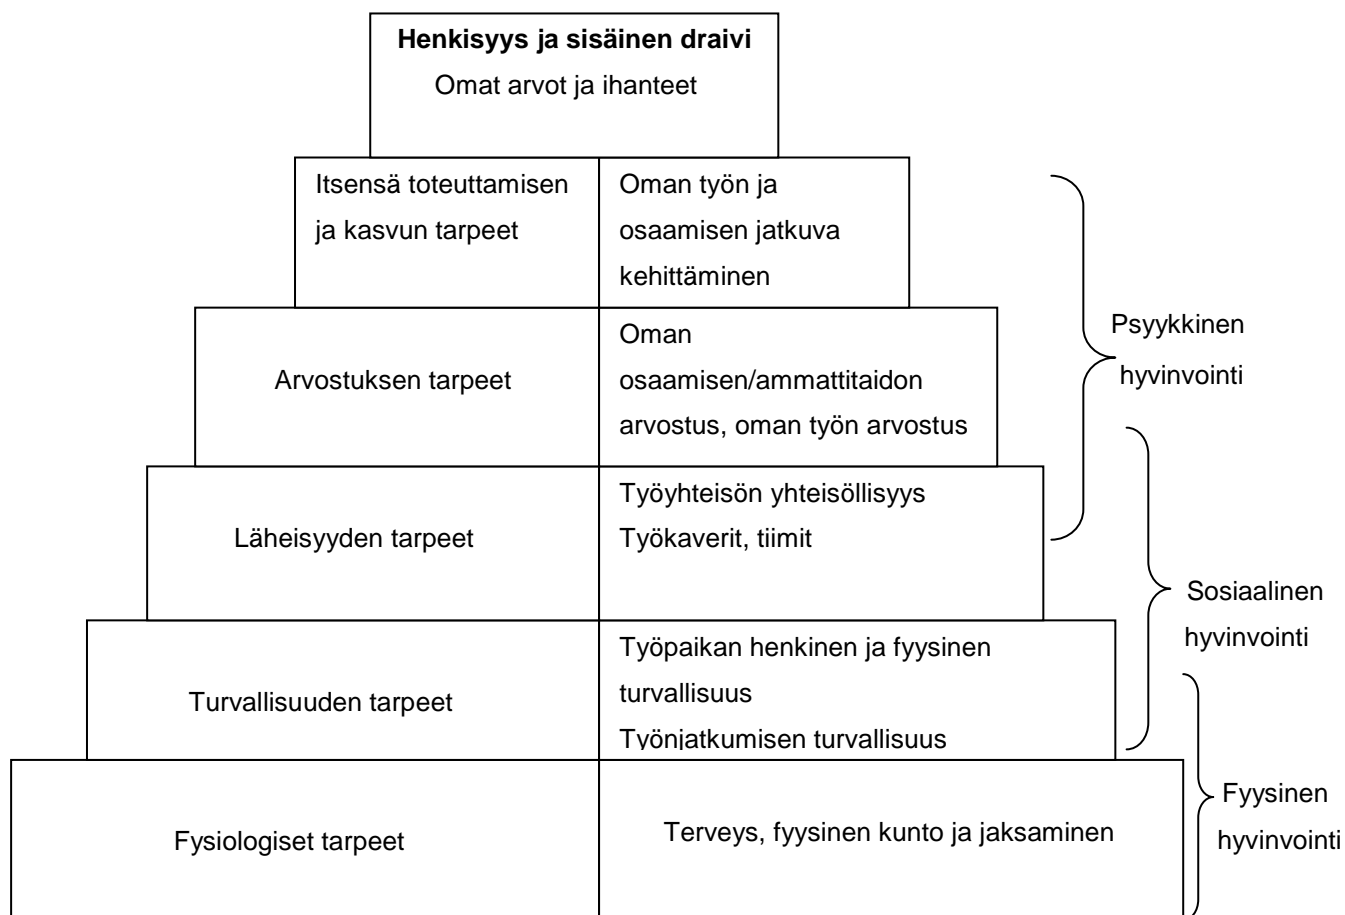 Henkisyys ja sisäinen draivi
Omat arvot ja ihanteet
Itsensä toteuttamisen
ja kasvun tarpeet
Oman työn ja
osaamisen jatkuva
kehittäminen
Arvostuksen tarpeet
Oman
osaamisen/ammattitaidon
arvostus, oman työn arvostus
Psyykkinen
hyvinvointi
Läheisyyden tarpeet
Työyhteisön yhteisöllisyys
Työkaverit, tiimit
Sosiaalinen
hyvinvointi
Turvallisuuden tarpeet
Työpaikan henkinen ja fyysinen
turvallisuus
Työnjatkumisen turvallisuus
Fysiologiset tarpeet
Terveys, fyysinen kunto ja jaksaminen
Fyysinen
hyvinvointi